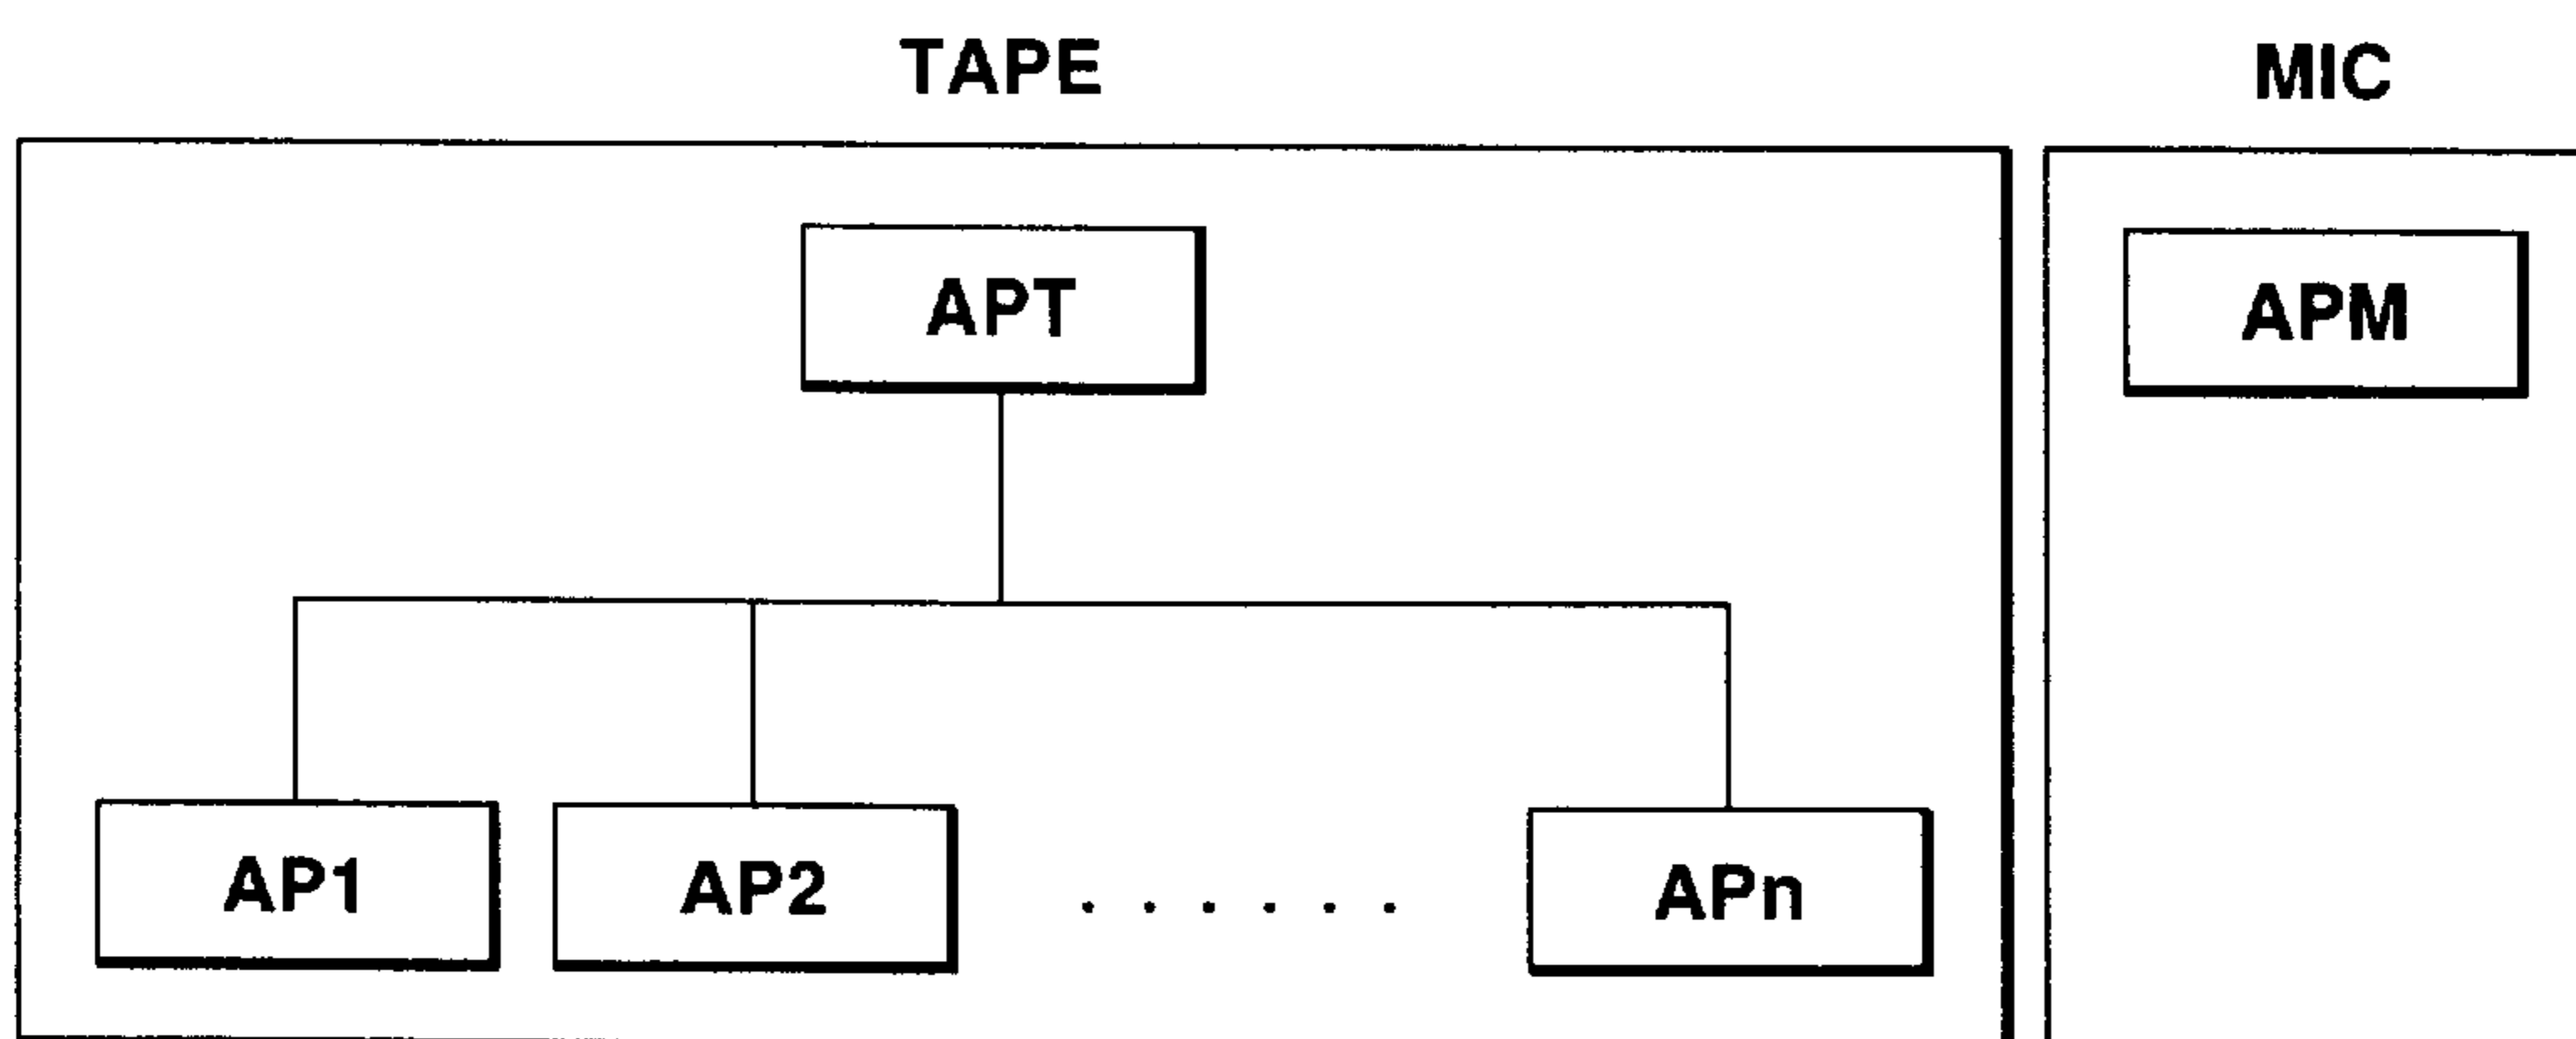 TAPE
MIC
APT
APM
AP1
AP2
. . . . . .
APn